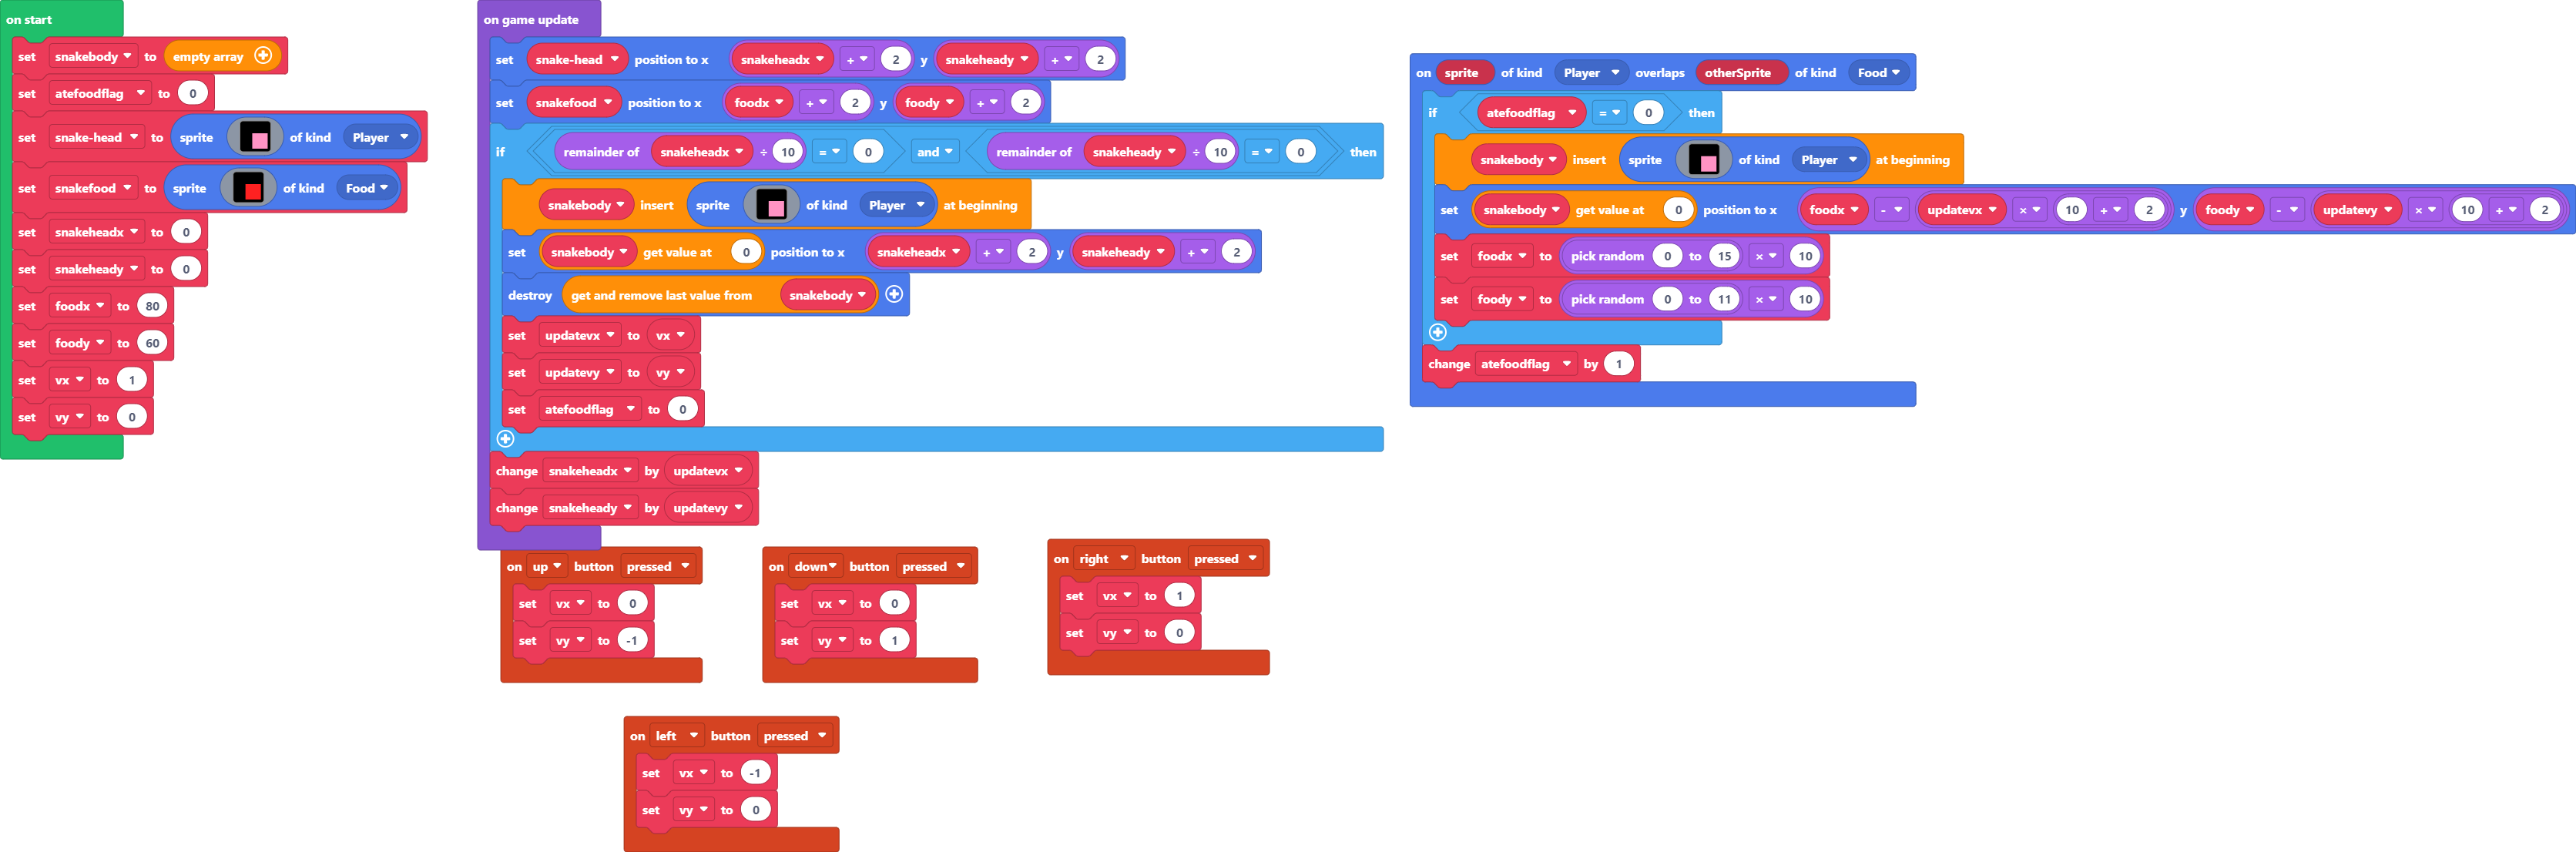 on start
set snakebody to empty array
set atefoodflag to 0
set snake-head to sprite of kind Player
set snakefood to sprite of kind Food
set snakeheadx to 0
set snakeheady to 0
set foodx to 80
set foody to 60
set vx to 1
set vy to 0
on game update
set snake-head position to x snakeheadx + 2 y snakeheady + 2
set snakefood position to x foodx + 2 y foody + 2
if remainder of snakeheadx ÷ 10 = 0 and remainder of snakeheady ÷ 10 = 0 then
snakebody insert sprite of kind Player at beginning
set snakebody get value at 0 position to x snakeheadx + 2 y snakeheady + 2
destroy get and remove last value from snakebody
set updatevx to vx
set updatevy to vy
set atefoodflag to 0
change snakeheadx by updatevx
change snakeheady by updatevy
on sprite of kind Player overlaps otherSprite of kind Food
if atefoodflag = 0 then
snakebody insert sprite of kind Player at beginning
set snakebody get value at 0 position to x foodx - updatevx × 10 + 2 y foody - updatevy × 10 + 2
set foodx to pick random 0 to 15 × 10
set foody to pick random 0 to 11 × 10
change atefoodflag by 1
on up button pressed
set vx to 0
set vy to -1
on down button pressed
set vx to 0
set vy to 1
on right button pressed
set vx to 1
set vy to 0
on left button pressed
set vx to -1
set vy to 0